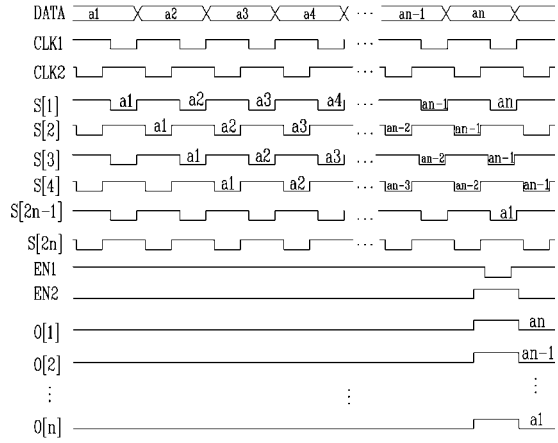 DATA a1 a2 a3 a4 ... an-1 an
CLK1 ...
CLK2 ...
S[1] a1 a2 a3 a4 ... an-1 an
S[2] a1 a2 a3 ... an-2 an-1
S[3] a1 a2 a3 ... an-2 an-1
S[4] a1 a2 ... an-3 an-2 an-1
S[2n-1] ... a1
S[2n] ...
EN1
EN2
O[1] an
O[2] an-1
⋮ ⋮ ⋮
O[n] a1